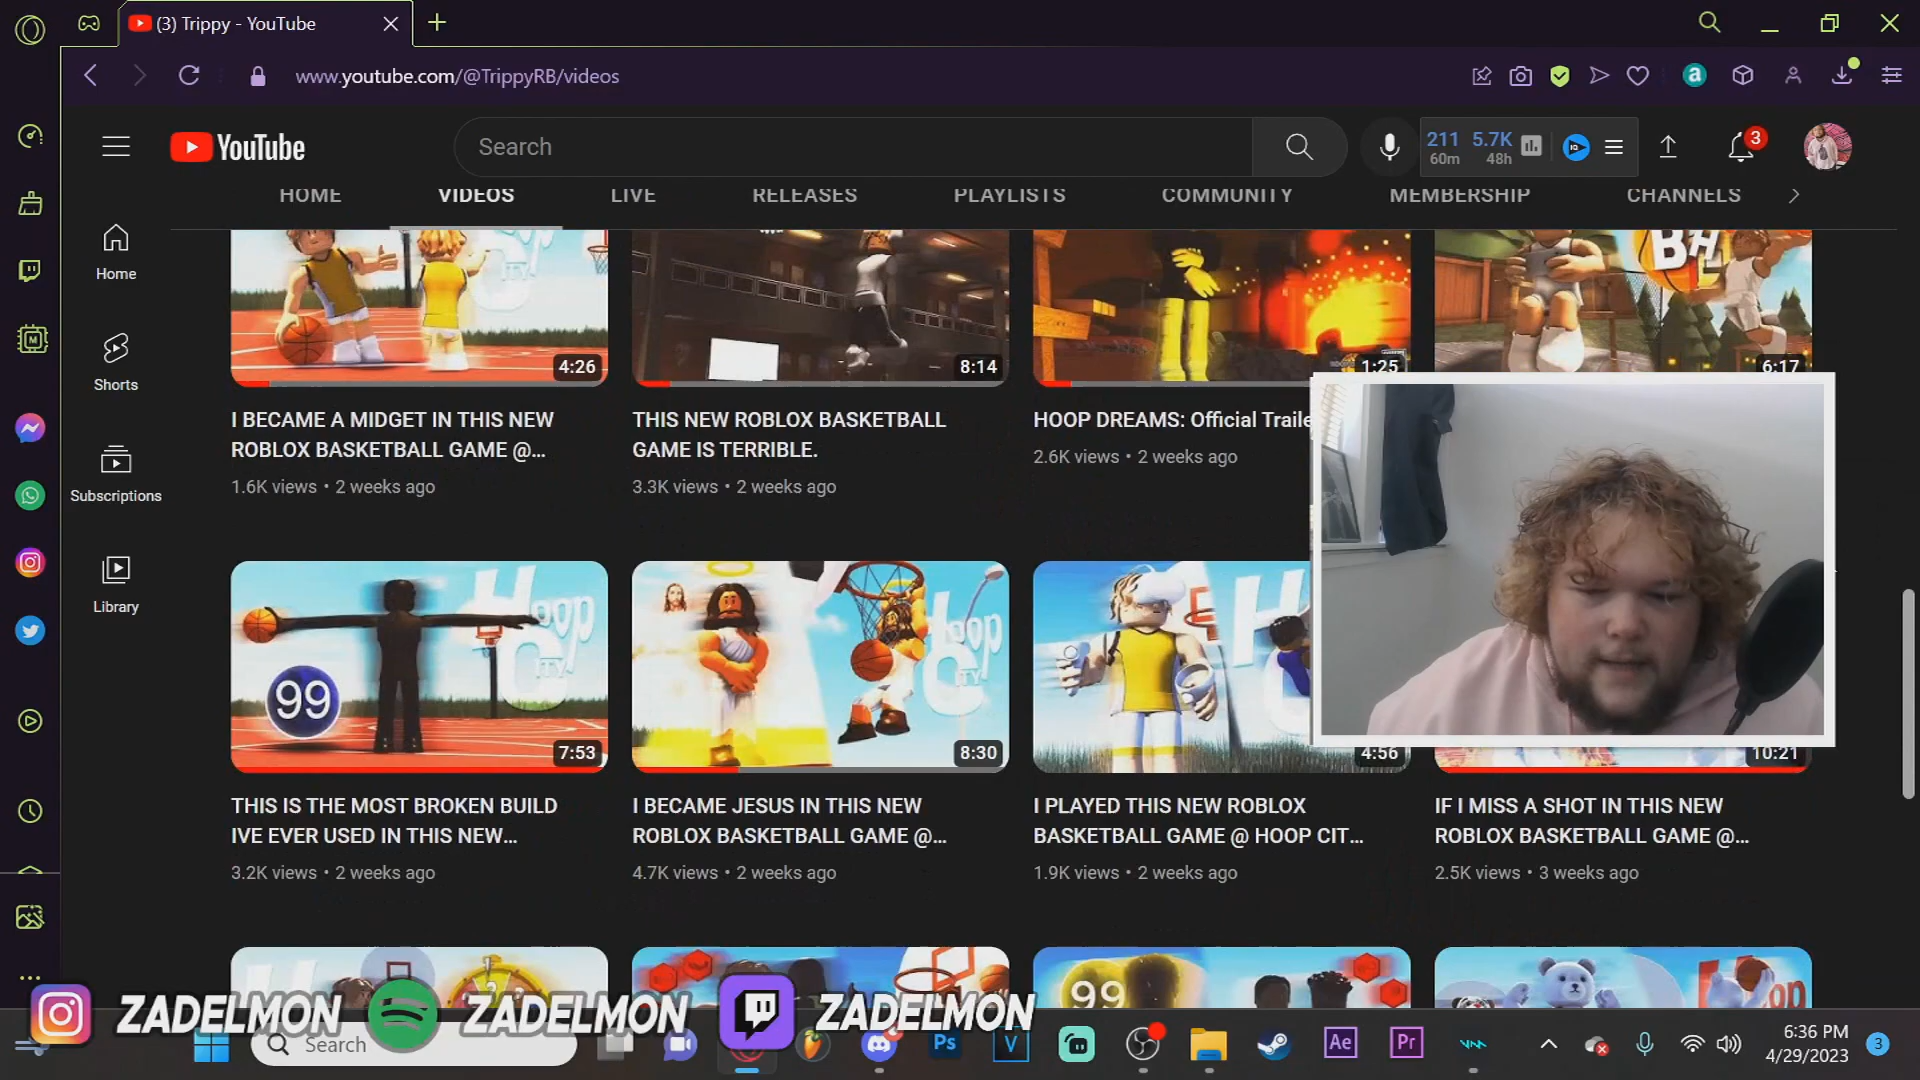 (3) Trippy - YouTube
www.youtube.com/@TrippyRB/videos
YouTube
Search
211 5.7K
60m 48h
3
HOME VIDEOS LIVE RELEASES PLAYLISTS COMMUNITY MEMBERSHIP CHANNELS
Home
Shorts
Subscriptions
Library
BH
4:26
8:14
1:25
6:17
I BECAME A MIDGET IN THIS NEW
ROBLOX BASKETBALL GAME @...
1.6K views • 2 weeks ago
THIS NEW ROBLOX BASKETBALL
GAME IS TERRIBLE.
3.3K views • 2 weeks ago
HOOP DREAMS: Official Traile
2.6K views • 2 weeks ago
99
7:53
8:30
4:56
10:21
THIS IS THE MOST BROKEN BUILD
IVE EVER USED IN THIS NEW...
3.2K views • 2 weeks ago
I BECAME JESUS IN THIS NEW
ROBLOX BASKETBALL GAME @...
4.7K views • 2 weeks ago
I PLAYED THIS NEW ROBLOX
BASKETBALL GAME @ HOOP CIT...
1.9K views • 2 weeks ago
IF I MISS A SHOT IN THIS NEW
ROBLOX BASKETBALL GAME @...
2.5K views • 3 weeks ago
99
ZADELMON ZADELMON ZADELMON
Search
Ps
V
Ae
Pr
6:36 PM
4/29/2023
3